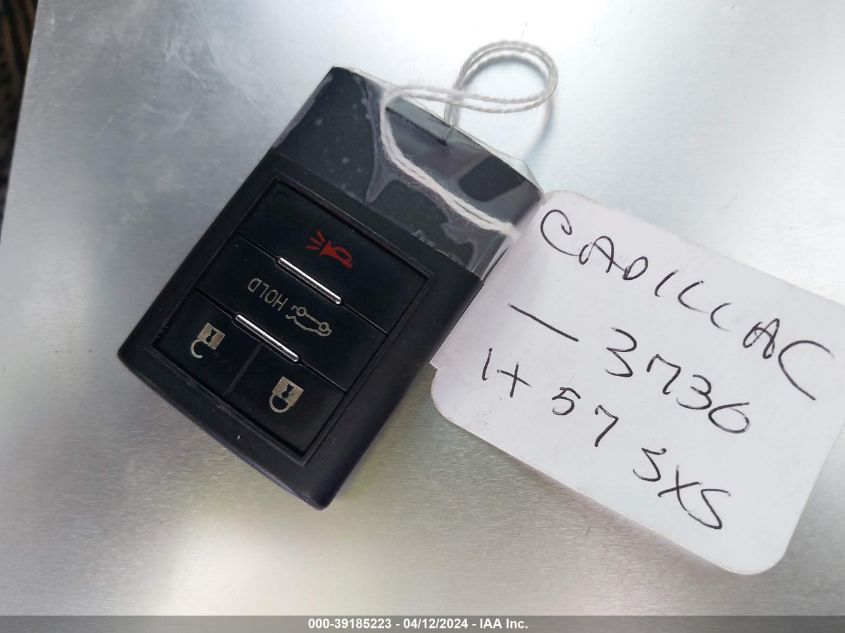 HOLD
CADILLAC
— 3736
1+ 57 3XS
000-39185223 - 04/12/2024 - IAA Inc.